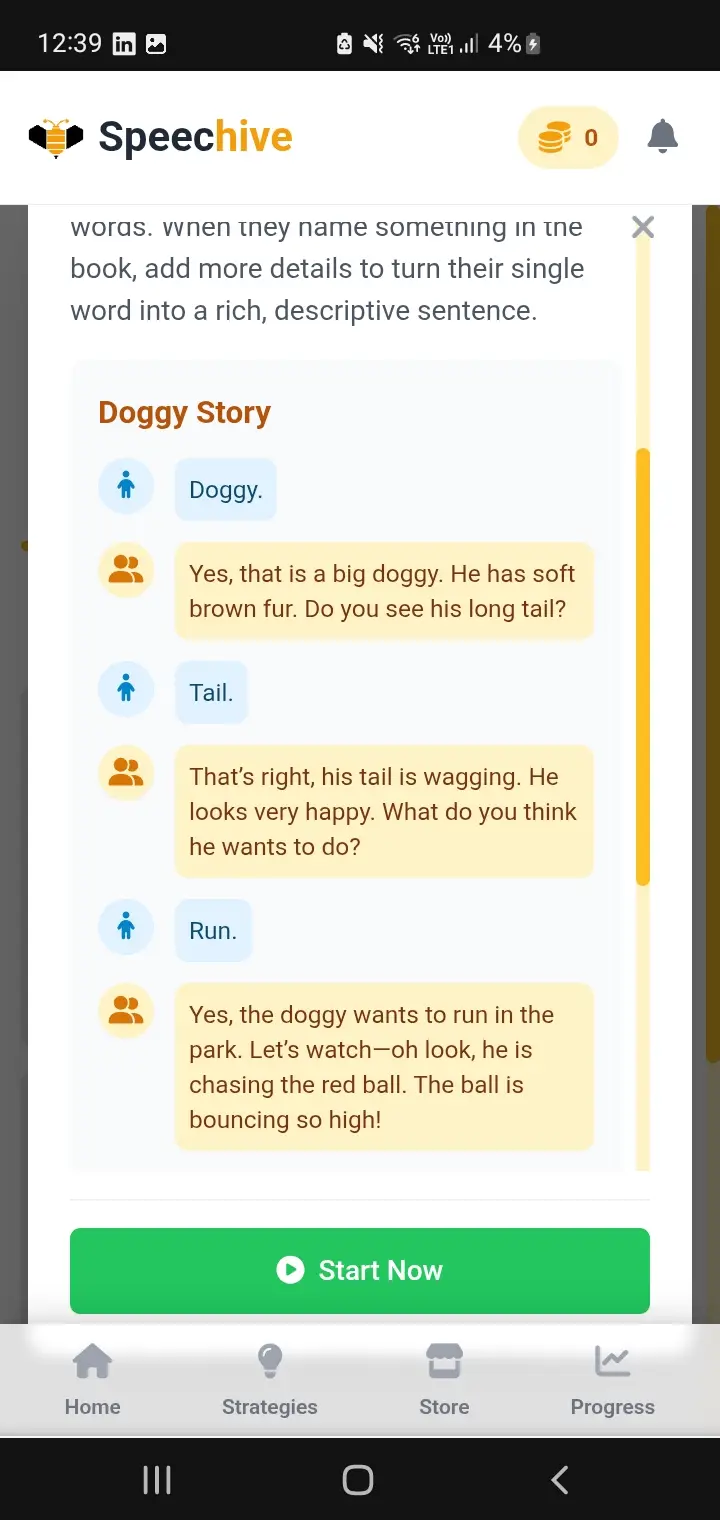 12:39
Vo))
LTE1
4%
Speechive
0
words. When they name something in the
book, add more details to turn their single
word into a rich, descriptive sentence.
Doggy Story
Doggy.
Yes, that is a big doggy. He has soft
brown fur. Do you see his long tail?
Tail.
That’s right, his tail is wagging. He
looks very happy. What do you think
he wants to do?
Run.
Yes, the doggy wants to run in the
park. Let’s watch—oh look, he is
chasing the red ball. The ball is
bouncing so high!
Start Now
Home
Strategies
Store
Progress